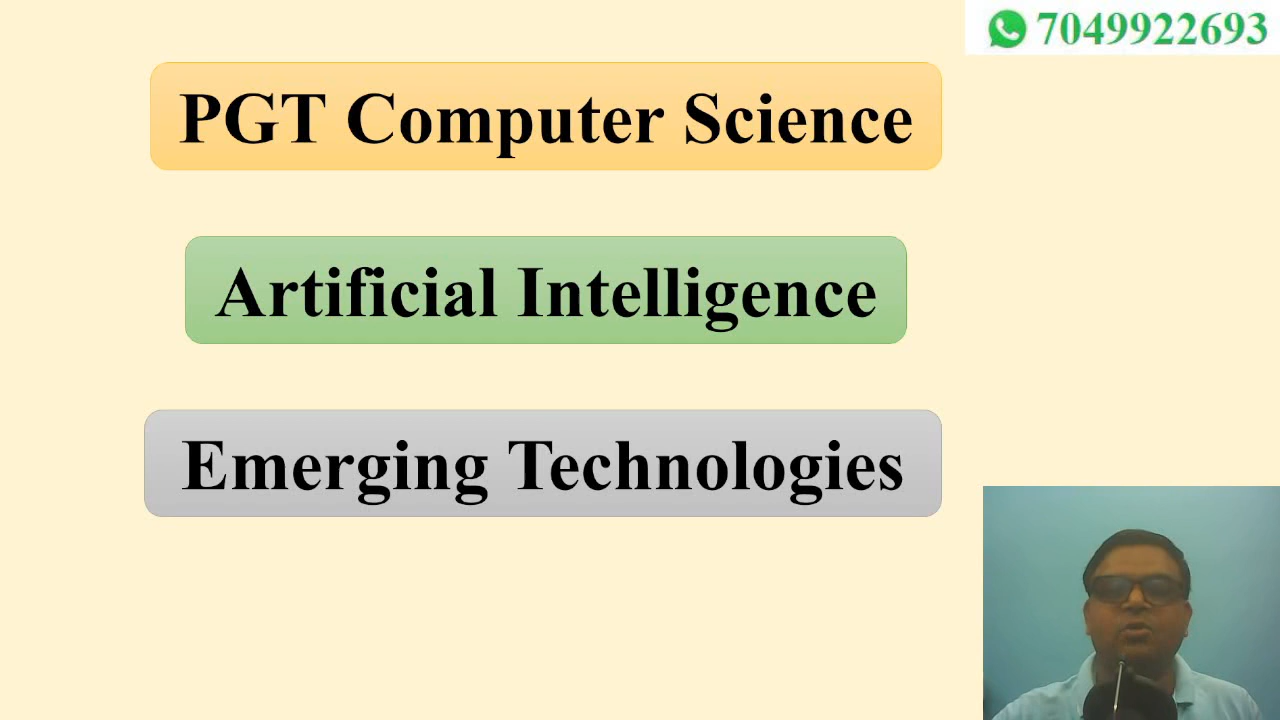 7049922693
PGT Computer Science
Artificial Intelligence
Emerging Technologies